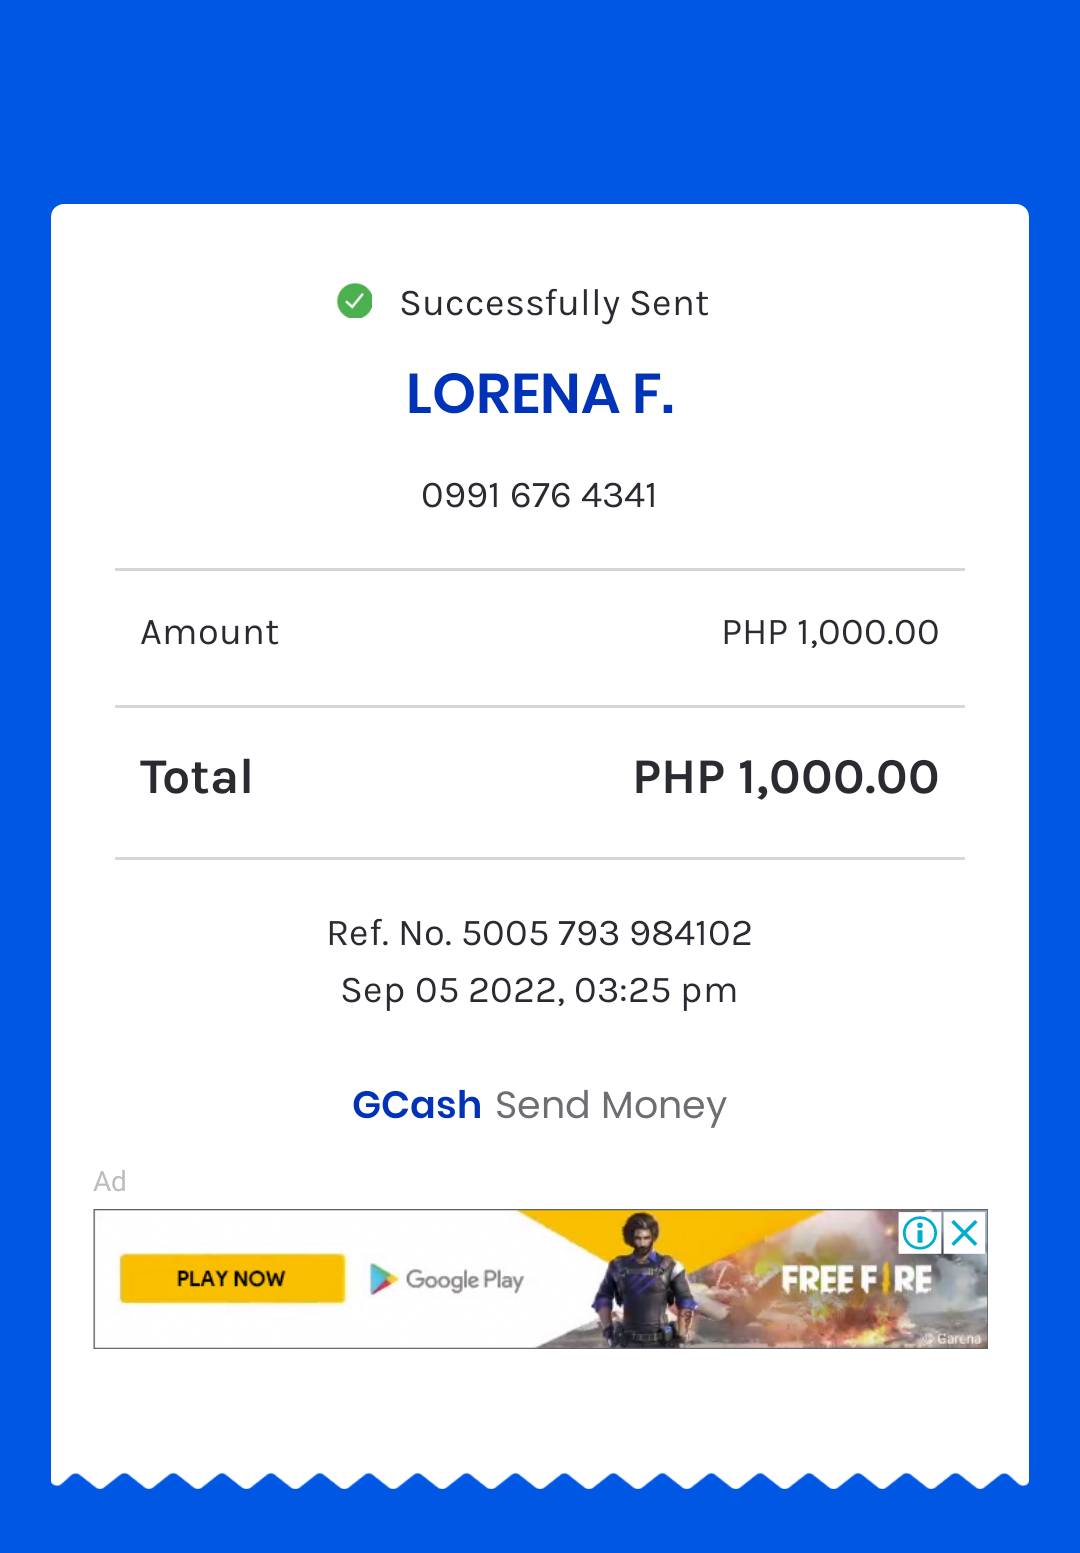 Successfully Sent
LORENA F.
0991 676 4341
Amount PHP 1,000.00
Total PHP 1,000.00
Ref. No. 5005 793 984102
Sep 05 2022, 03:25 pm
GCash Send Money
Ad
PLAY NOW Google Play FREE FIRE
© Garena